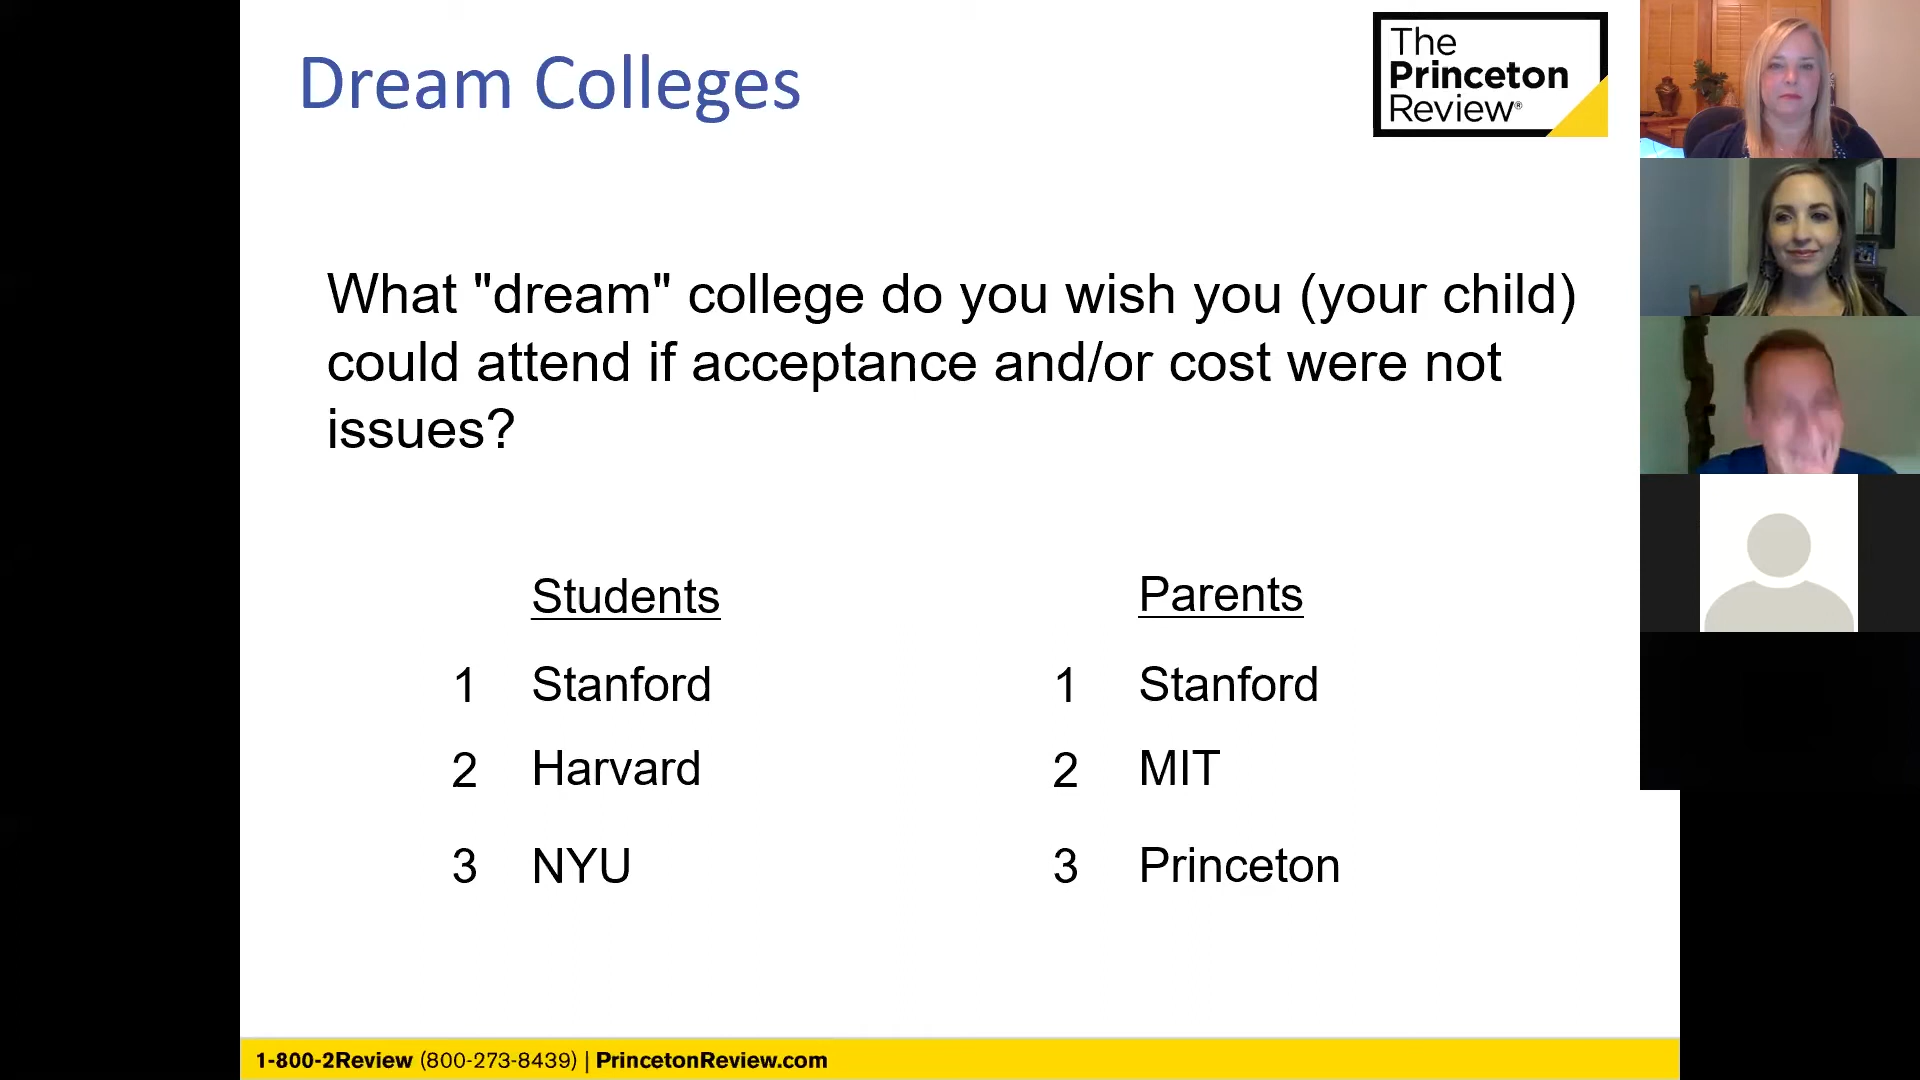 Dream Colleges
The
Princeton
Review®
What "dream" college do you wish you (your child)
could attend if acceptance and/or cost were not
issues?
Students
1 Stanford
2 Harvard
3 NYU
Parents
1 Stanford
2 MIT
3 Princeton
1-800-2Review (800-273-8439) | PrincetonReview.com